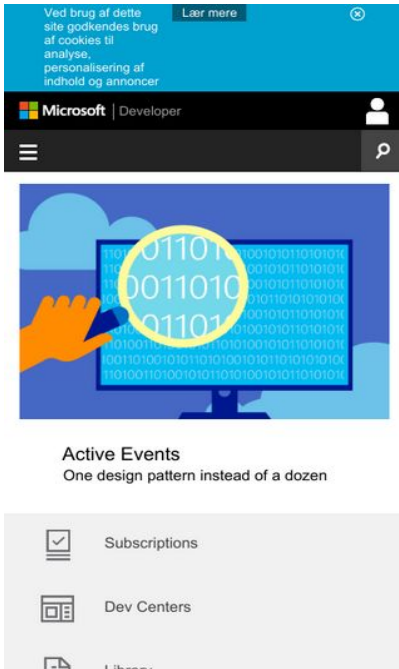 Ved brug af dette
site godkendes brug
af cookies til
analyse,
personalisering af
indhold og annoncer
Lær mere
Microsoft | Developer
Active Events
One design pattern instead of a dozen
Subscriptions
Dev Centers